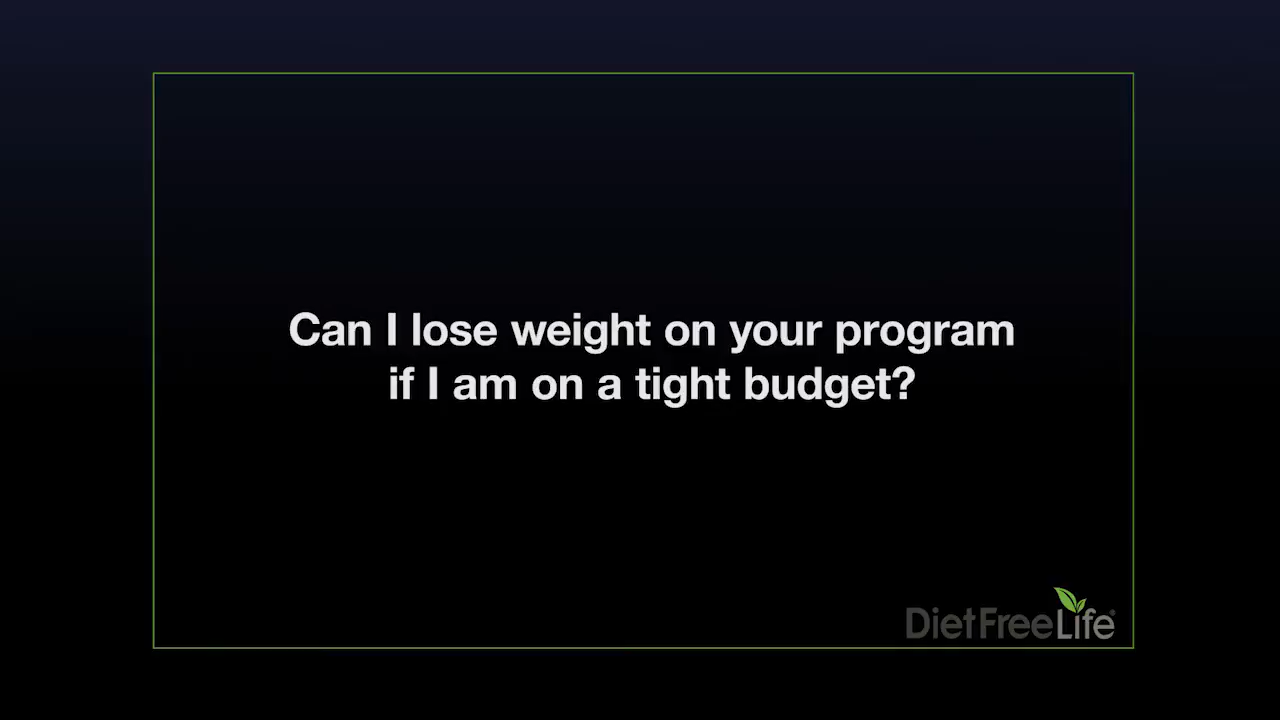 Can I lose weight on your program
if I am on a tight budget?
DietFreeLife®